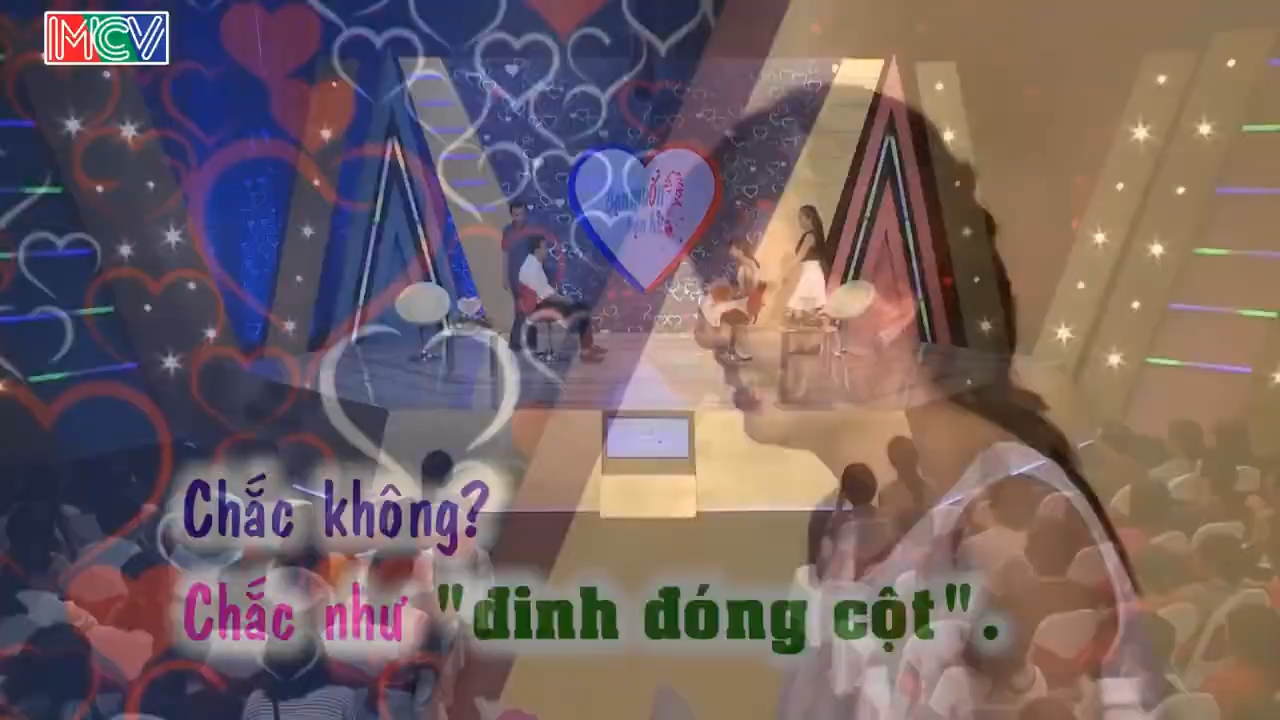 MCV
Chắc không?
Chắc như "đinh đóng cột".